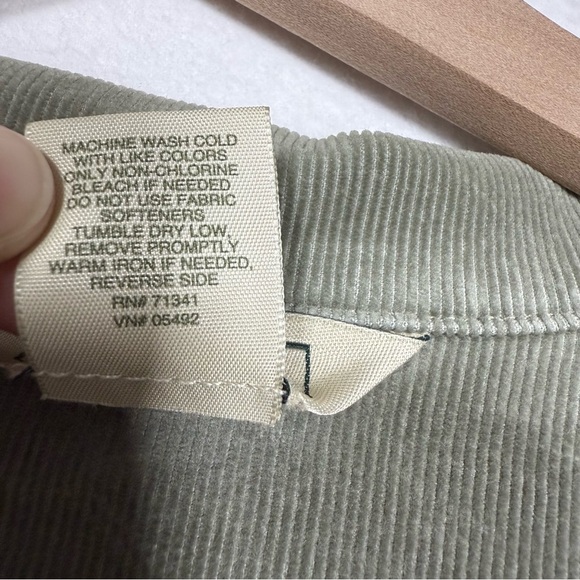 MACHINE WASH COLD
WITH LIKE COLORS
ONLY NON-CHLORINE
BLEACH IF NEEDED
DO NOT USE FABRIC
SOFTENERS
TUMBLE DRY LOW,
REMOVE PROMPTLY
WARM IRON IF NEEDED,
REVERSE SIDE
RN# 71341
VN# 05492